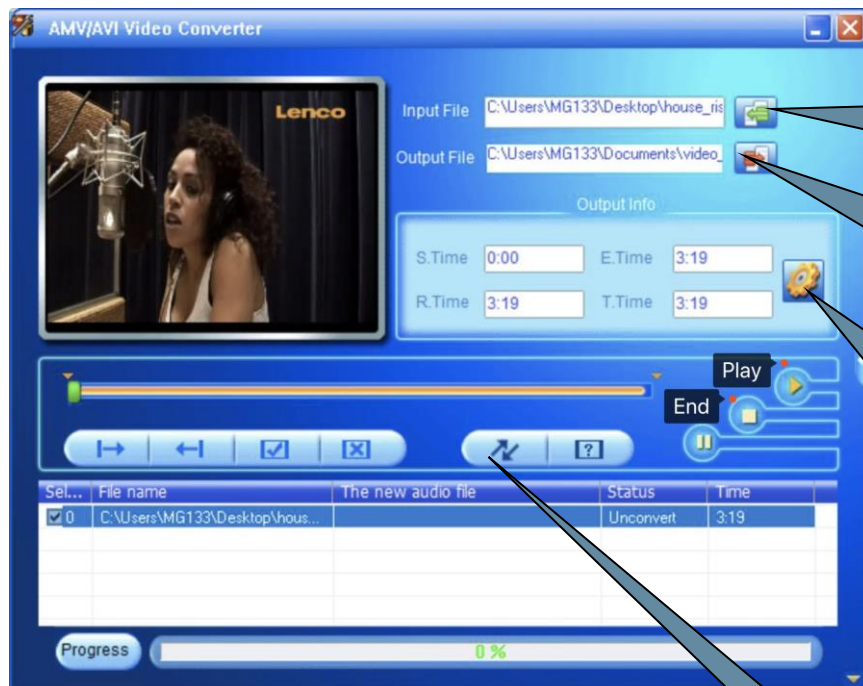 AMV/AVI Video Converter
Lenco
Input File C:\Users\MG133\Desktop\house_ris
Output File C:\Users\MG133\Documents\video_
Output Info
S.Time 0:00 E.Time 3:19
R.Time 3:19 T.Time 3:19
Play
End
Sel... File name The new audio file Status Time
0 C:\Users\MG133\Desktop\hous... Unconvert 3:19
Progress 0 %